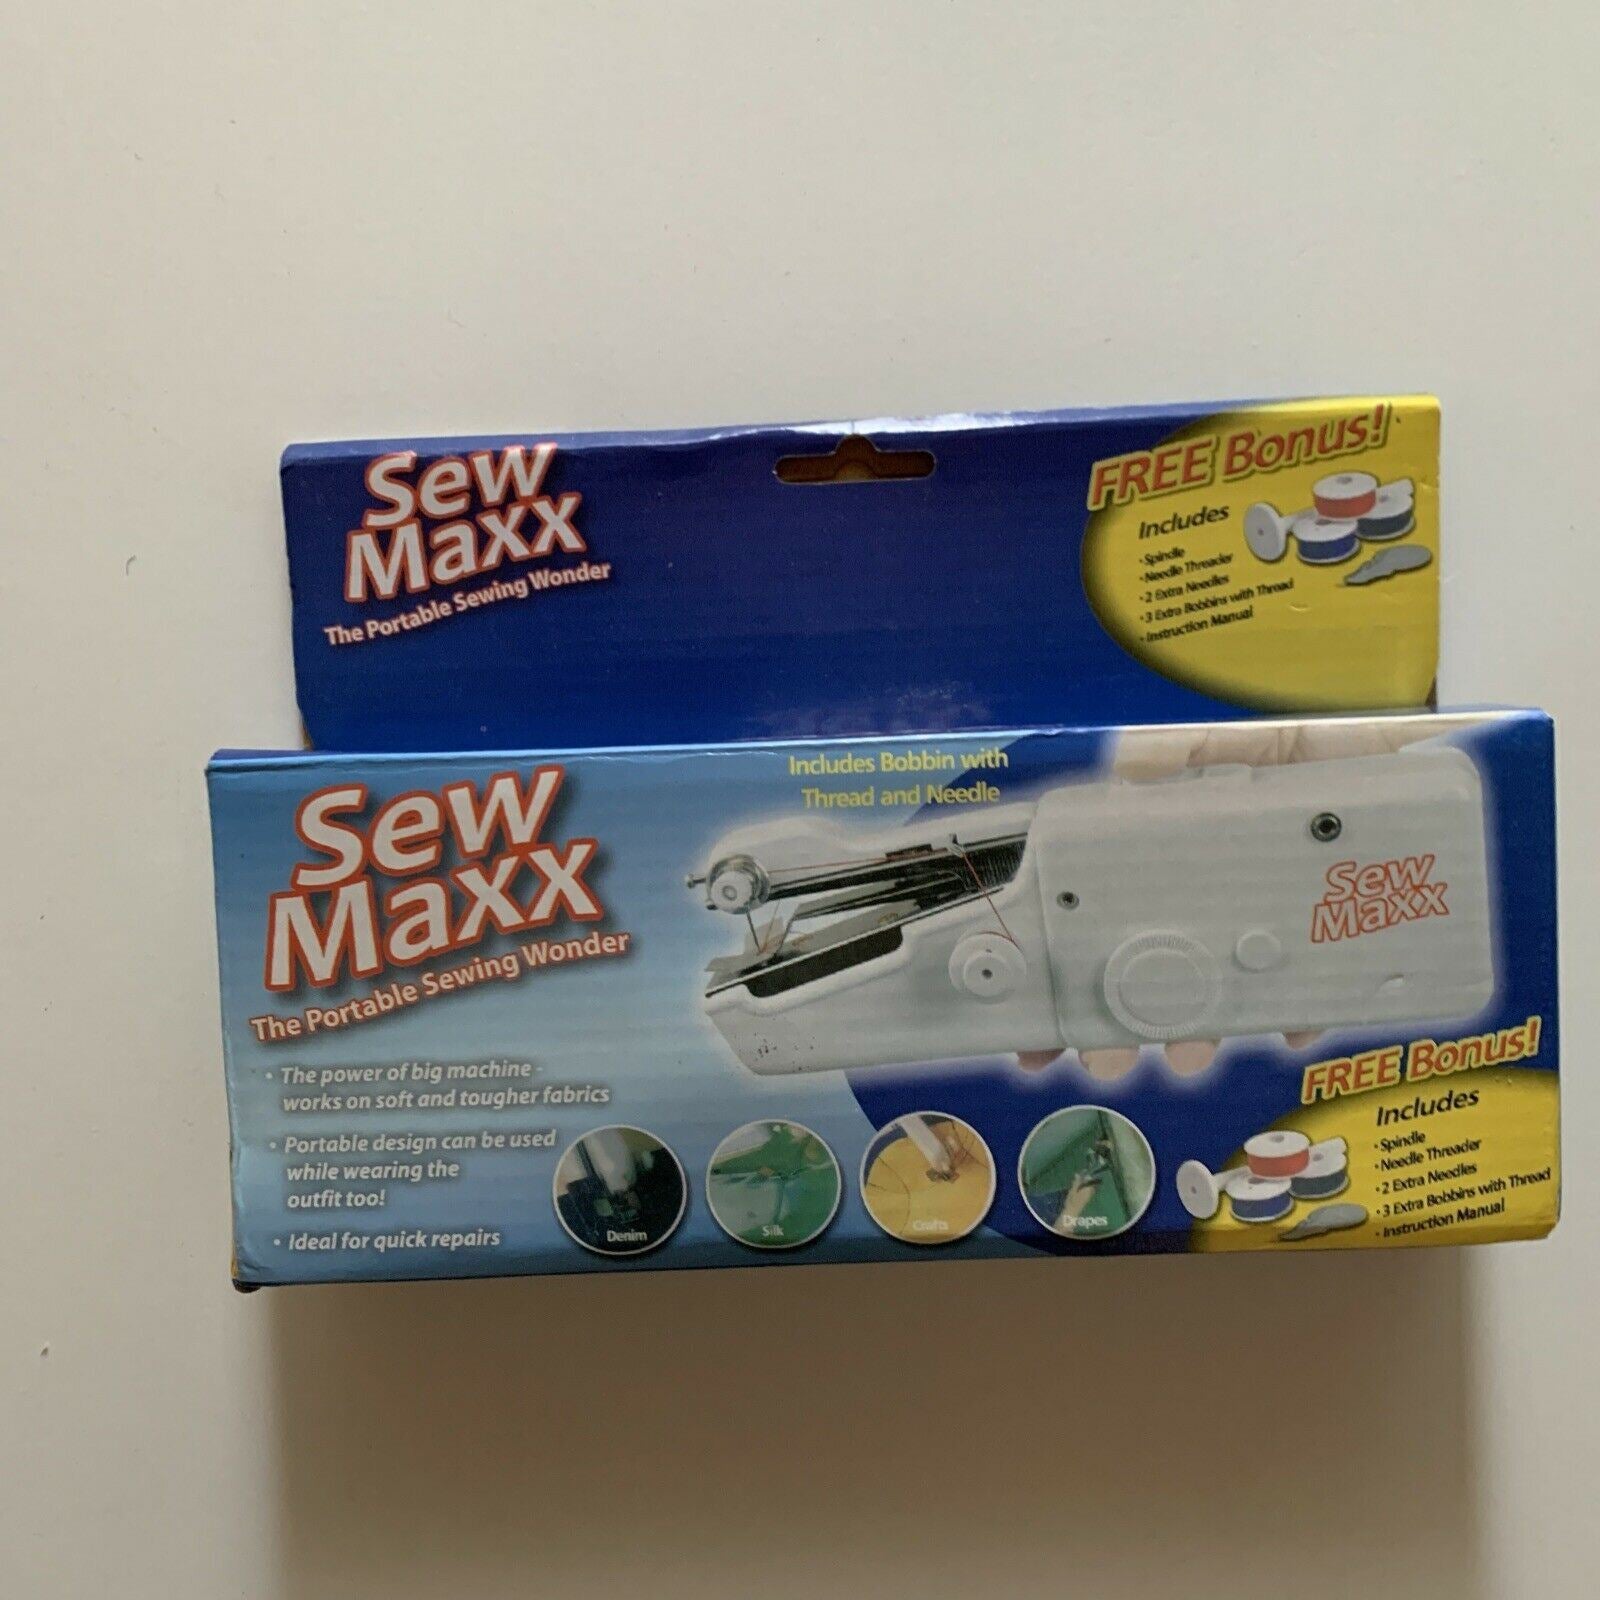 Sew
Maxx
The Portable Sewing Wonder
FREE Bonus!
Includes
• Spindle
• Needle Threader
• 2 Extra Needles
• 3 Extra Bobbins with Thread
• Instruction Manual
Sew
Maxx
The Portable Sewing Wonder
• The power of big machine -
works on soft and tougher fabrics
• Portable design can be used
while wearing the
outfit too!
• Ideal for quick repairs
Includes Bobbin with
Thread and Needle
Sew
Maxx
Denim
Silk
Crafts
Drapes
FREE Bonus!
Includes
• Spindle
• Needle Threader
• 2 Extra Needles
• 3 Extra Bobbins with Thread
• Instruction Manual